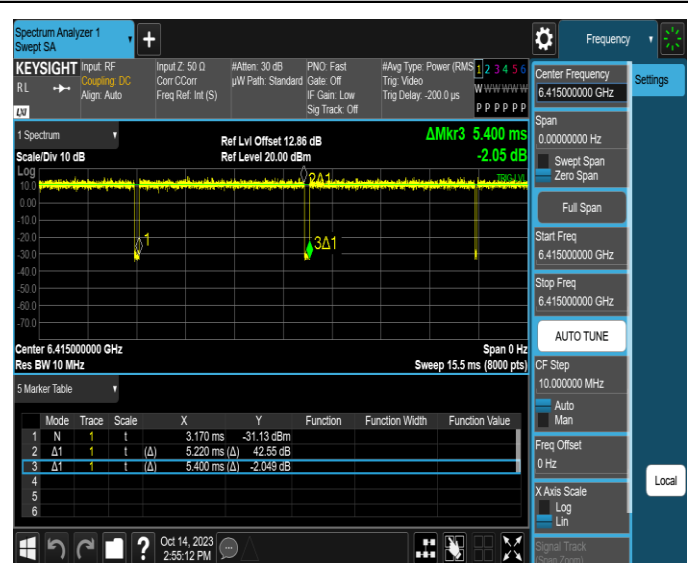 Spectrum Analyzer 1
Swept SA
Frequency
KEYSIGHT
RL
LXI
Input: RF
Coupling: DC
Align: Auto
Input Z: 50 Ω
Corr CCorr
Freq Ref: Int (S)
#Atten: 30 dB
µW Path: Standard
PNO: Fast
Gate: Off
IF Gain: Low
Sig Track: Off
#Avg Type: Power (RMS
Trig: Video
Trig Delay: -200.0 µs
1 2 3 4 5 6
W W W W W W
P P P P P P
1 Spectrum
Scale/Div 10 dB
Ref Lvl Offset 12.86 dB
Ref Level 20.00 dBm
ΔMkr3 5.400 ms
-2.05 dB
Log
10.0
0.00
-10.0
-20.0
-30.0
-40.0
-50.0
-60.0
-70.0
2Δ1
TRIG LVL
1
3Δ1
Center 6.415000000 GHz
Span 0 Hz
Res BW 10 MHz
Sweep 15.5 ms (8000 pts)
5 Marker Table
Mode Trace Scale X Y Function Function Width Function Value
1 N 1 t 3.170 ms -31.13 dBm
2 Δ1 1 t (Δ) 5.220 ms (Δ) 42.55 dB
3 Δ1 1 t (Δ) 5.400 ms (Δ) -2.049 dB
4
5
6
Oct 14, 2023
2:55:12 PM
Center Frequency
6.415000000 GHz
Settings
Span
0.00000000 Hz
Swept Span
Zero Span
Full Span
Start Freq
6.415000000 GHz
Stop Freq
6.415000000 GHz
AUTO TUNE
CF Step
10.000000 MHz
Auto
Man
Freq Offset
0 Hz
X Axis Scale
Log
Lin
Local
Signal Track
(Span Zoom)